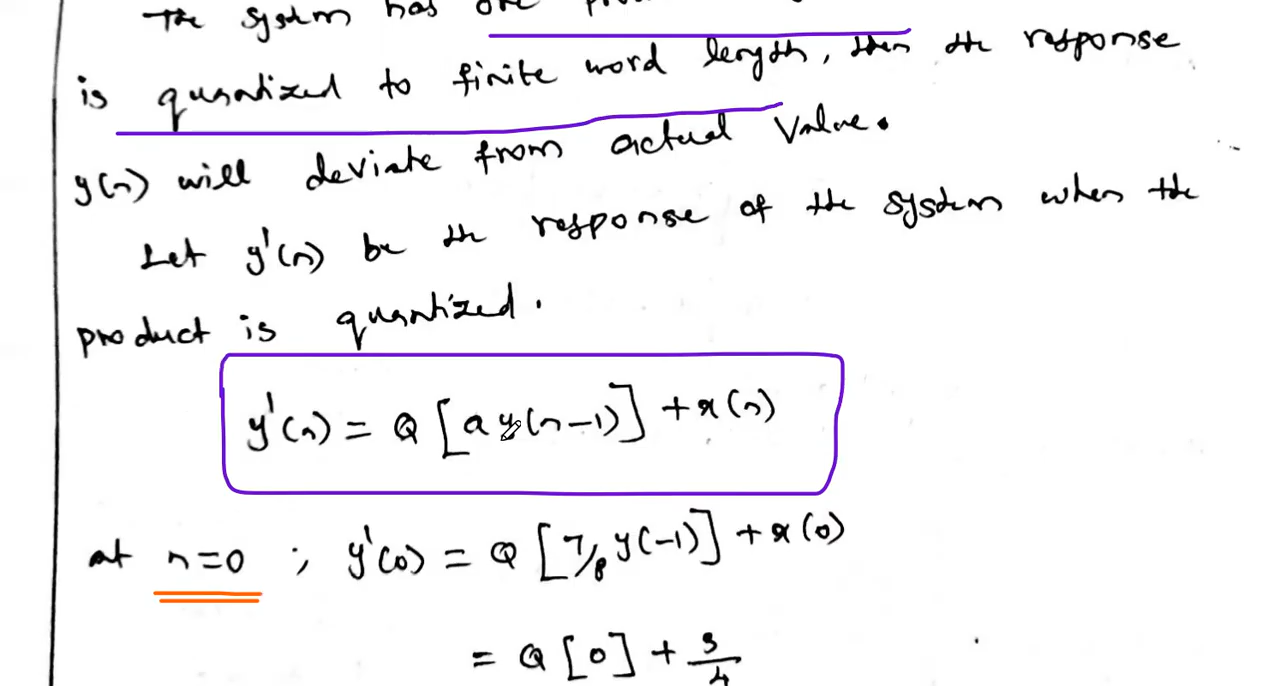 The system has one
is quantized to finite word length, then the response
y(n) will deviate from actual value.
Let y'(n) be the response of the system when the
product is quantized.
y'(n) = Q [a y(n-1)] + x(n)
at n=0 ; y'(0) = Q [7/8 y(-1)] + x(0)
= Q [0] + 3/4